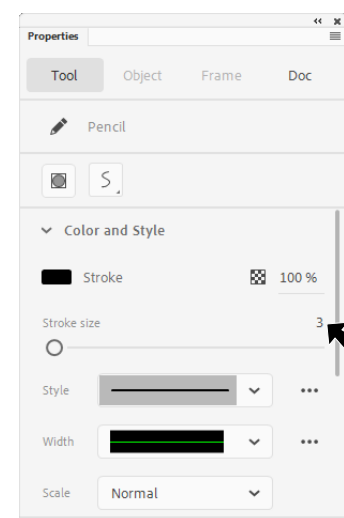 Properties
Tool Object Frame Doc
Pencil
Color and Style
Stroke 100 %
Stroke size 3
Style
Width
Scale Normal